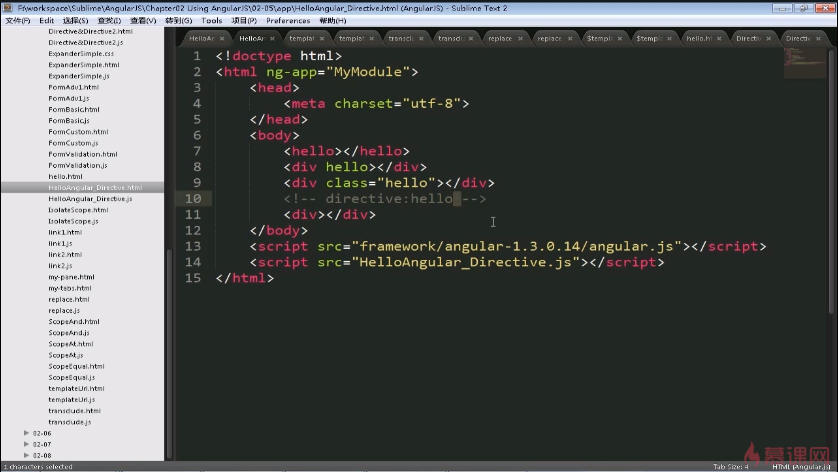 F:\workspace\Sublime\AngularJS\Chapter02 Using AngularJS\02-05\app\HelloAngular_Directive.html (AngularJS) - Sublime Text 2
文件(F) Edit 选择(S) 查找(I) 查看(V) 转到(G) Tools 项目(P) Preferences 帮助(H)
HelloAr HelloAr templat templat transclu transclu replace replace $templ $templ hello.ht Directiv Directiv
Directive&Directive2.html
Directive&Directive2.js
ExpanderSimple.css
ExpanderSimple.html
ExpanderSimple.js
FormAdv1.html
FormAdv1.js
FormBasic.html
FormBasic.js
FormCustom.html
FormCustom.js
FormValidation.html
FormValidation.js
hello.html
HelloAngular_Directive.html
HelloAngular_Directive.js
IsolateScope.html
IsolateScope.js
link1.html
link1.js
link2.html
link2.js
my-pane.html
my-tabs.html
replace.html
replace.js
ScopeAnd.html
ScopeAnd.js
ScopeAt.html
ScopeAt.js
ScopeEqual.html
ScopeEqual.js
templateUrl.html
templateUrl.js
transclude.html
transclude.js
02-06
02-07
02-08
1 <!doctype html>
2 <html ng-app="MyModule">
3 <head>
4 <meta charset="utf-8">
5 </head>
6 <body>
7 <hello></hello>
8 <div hello></div>
9 <div class="hello"></div>
10 <!-- directive:hello -->
11 <div></div>
12 </body>
13 <script src="framework/angular-1.3.0.14/angular.js"></script>
14 <script src="HelloAngular_Directive.js"></script>
15 </html>
慕课网
1 characters selected Tab Size: 4 HTML (Angular.js)